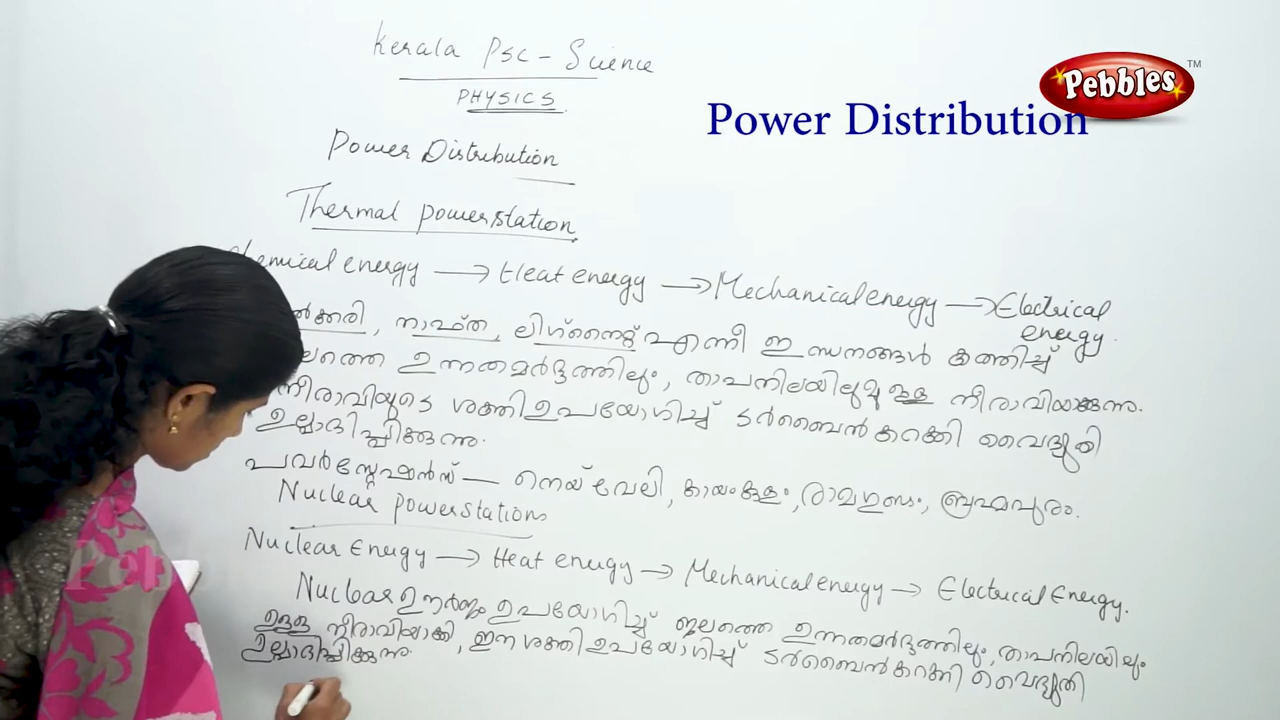 Kerala PSC - Science
PHYSICS
Pebbles TM
Power Distribution
Power Distribution
Thermal powerstation
Chemical energy → Heat energy → Mechanical energy → Electrical energy.
നാഫ്ത, ലിഗ്നൈറ്റ് എന്നീ ഇന്ധനങ്ങൾ കത്തിച്ച്
ഉന്നതമർദ്ദത്തിലും, താപനിലയിലുമുള്ള നീരാവിയാക്കുന്നു.
നീരാവിയുടെ ശക്തി ഉപയോഗിച്ച് ടർബൈൻ കറക്കി വൈദ്യുതി
ഉല്പാദിപ്പിക്കുന്നു.
പവർസ്റ്റേഷൻസ് — നെയ് വേലി, കായംകുളം, രാമഗുണ്ടം, ബ്രഹ്മപുരം.
Nuclear powerstations
Nuclear Energy → Heat energy → Mechanical energy → Electrical Energy.
Nuclear ഊർജം ഉപയോഗിച്ച് ജലത്തെ ഉന്നതമർദ്ദത്തിലും, താപനിലയിലും
ഉള്ള നീരാവിയാക്കി, ഈ ശക്തി ഉപയോഗിച്ച് ടർബൈൻ കറക്കി വൈദ്യുതി
ഉല്പാദിപ്പിക്കുന്നു.